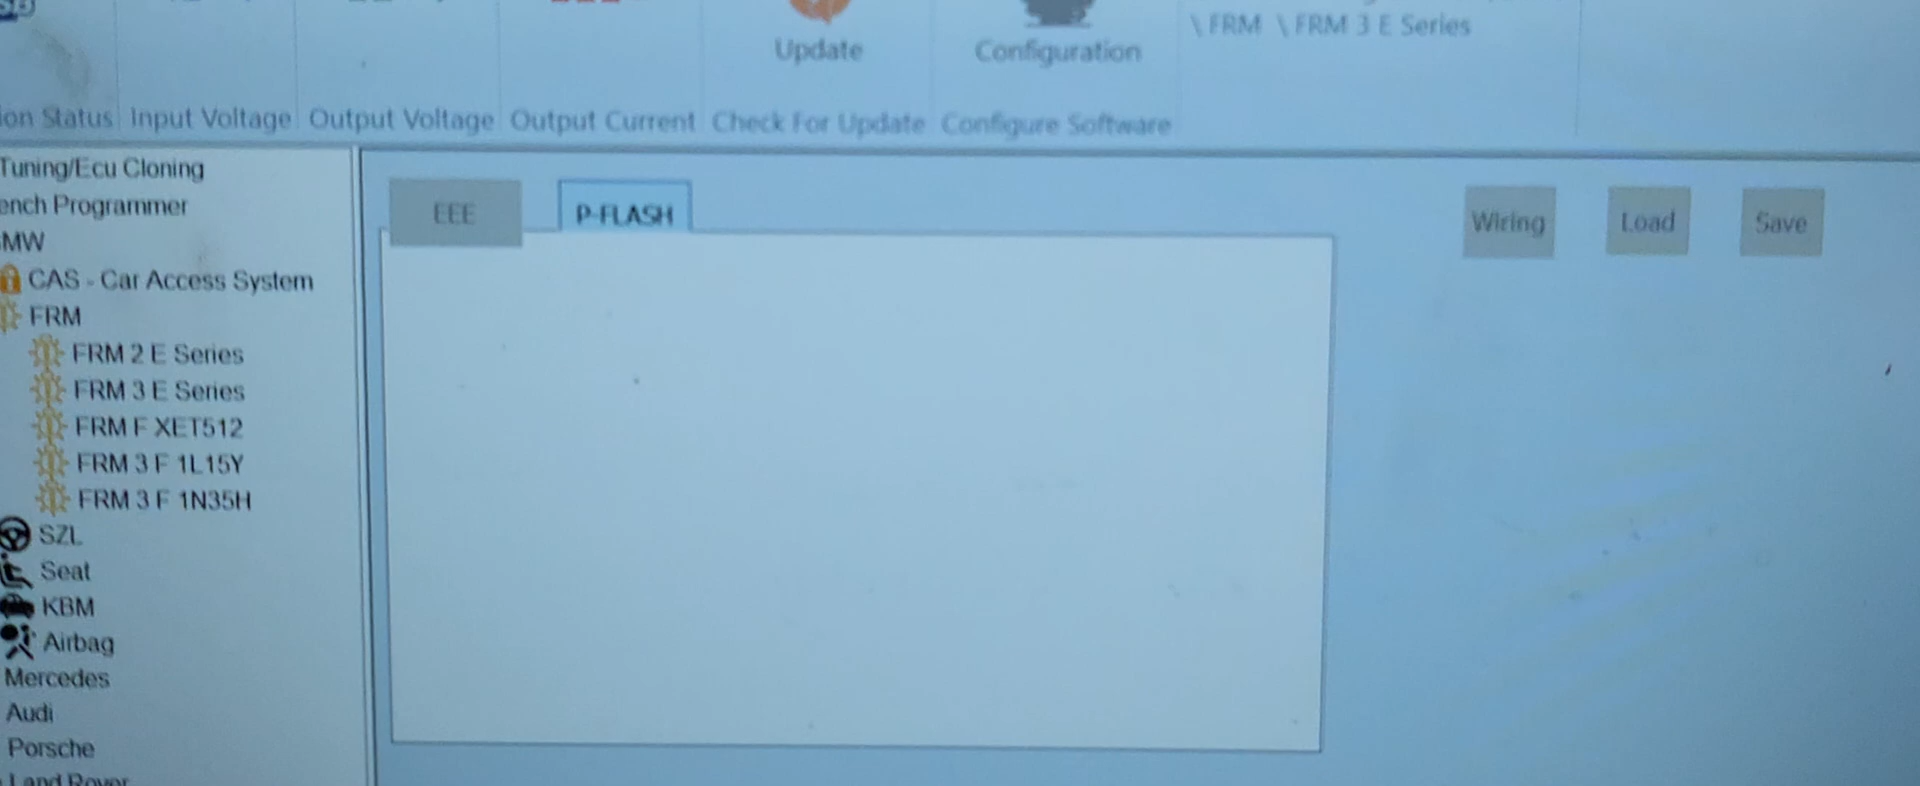 Update
Configuration
\ FRM \ FRM 3 E Series
ion Status
Input Voltage
Output Voltage
Output Current
Check For Update
Configure Software
Tuning/Ecu Cloning
ench Programmer
MW
CAS - Car Access System
FRM
FRM 2 E Series
FRM 3 E Series
FRM F XET512
FRM 3 F 1L15Y
FRM 3 F 1N35H
SZL
Seat
KBM
Airbag
Mercedes
Audi
Porsche
Land Rover
EEE
P-FLASH
Wiring
Load
Save